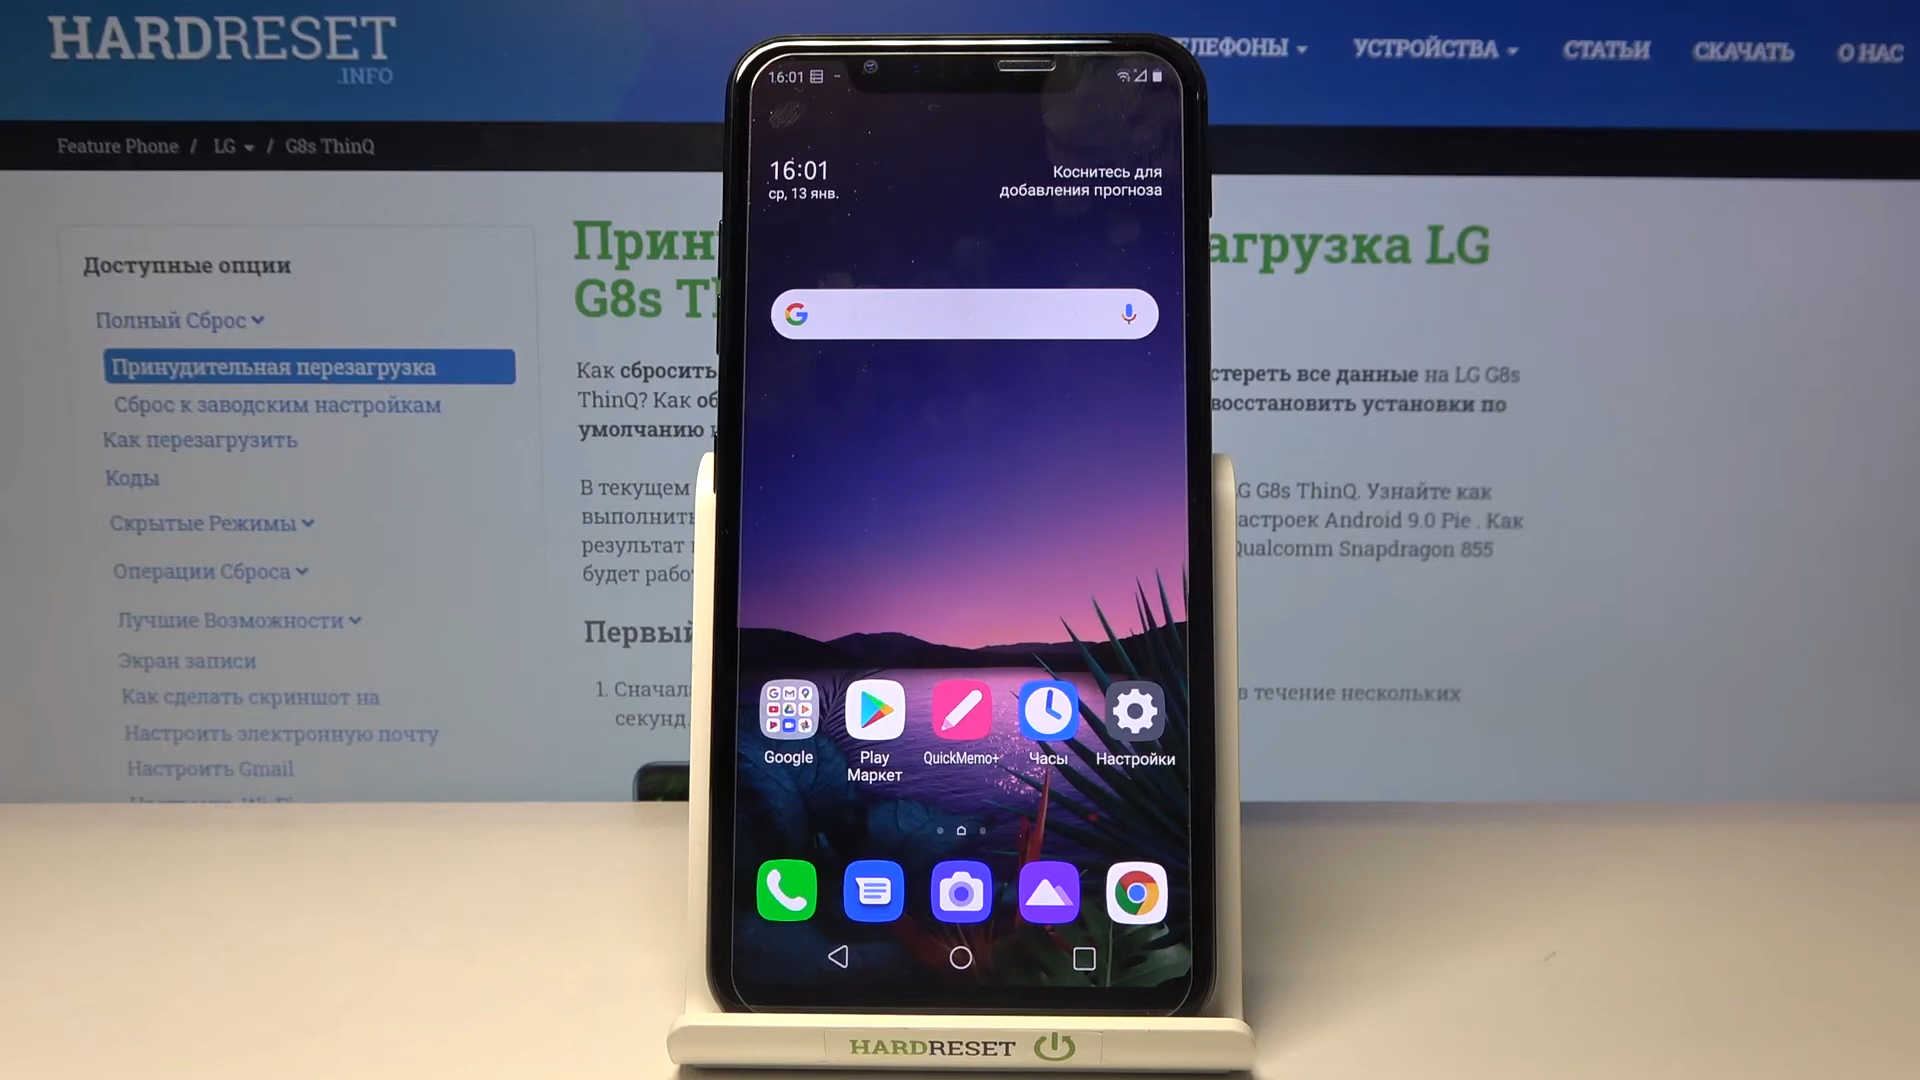 HARDRESET
.INFO
ЕЛЕФОНЫ
УСТРОЙСТВА
СТАТЬИ
СКАЧАТЬ
О НАС
Feature Phone / LG / G8s ThinQ
Доступные опции
Полный Сброс
Принудительная перезагрузка
Сброс к заводским настройкам
Как перезагрузить
Коды
Скрытые Режимы
Операции Сброса
Лучшие Возможности
Экран записи
Как сделать скриншот на
Настроить электронную почту
Настроить Gmail
Прин
агрузка LG
G8s T
Как сбросить
стереть все данные на LG G8s
ThinQ? Как об
восстановить установки по
умолчанию
В текущем
G G8s ThinQ. Узнайте как
выполнить
астроек Android 9.0 Pie . Как
результат
Qualcomm Snapdragon 855
будет рабо
Первый
1. Сначал
в течение нескольких
секунд.
16:01
16:01
ср, 13 янв.
Коснитесь для
добавления прогноза
Google
Play
Маркет
QuickMemo+
Часы
Настройки
HARDRESET